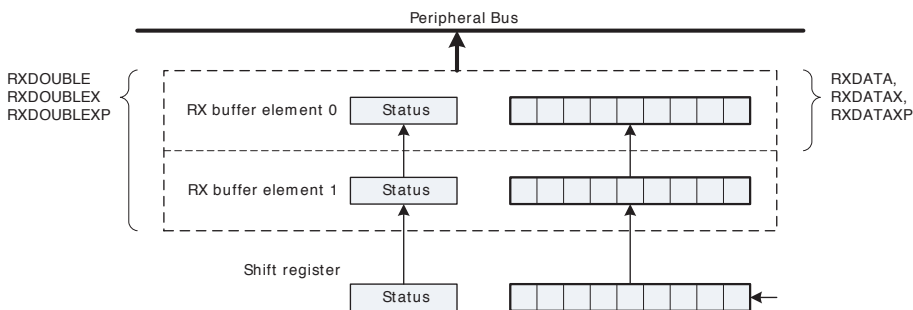 Peripheral Bus
RXDOUBLE
RXDOUBLEX
RXDOUBLEXP
RXDATA,
RXDATAX,
RXDATAXP
RX buffer element 0
Status
RX buffer element 1
Status
Shift register
Status